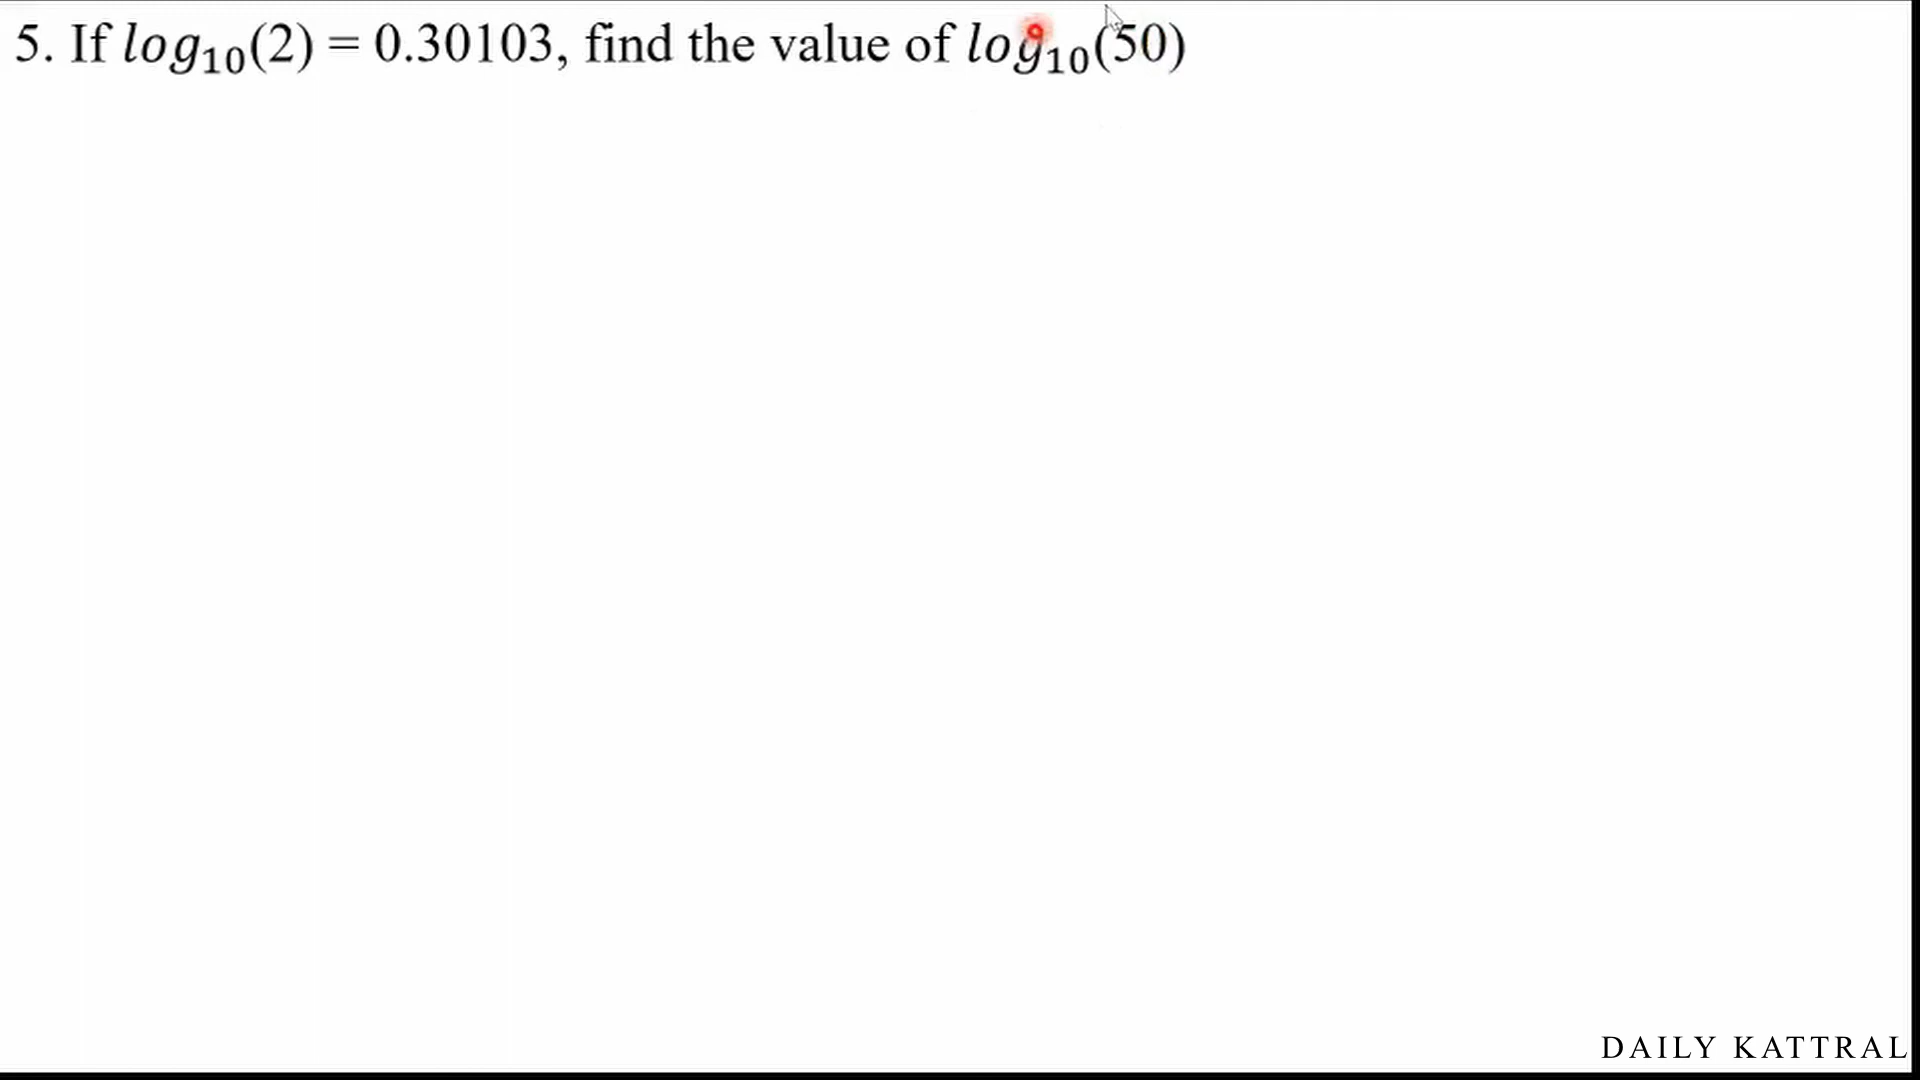 5. If log₁₀(2) = 0.30103, find the value of log₁₀(50)
DAILY KATTRAL